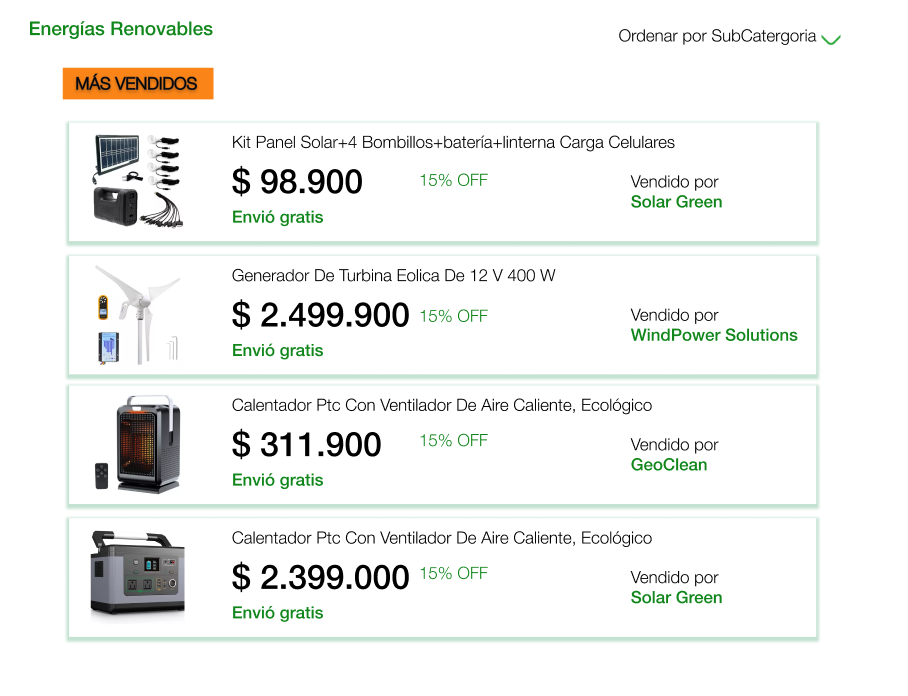 Energías Renovables
Ordenar por SubCatergoria
MÁS VENDIDOS
Kit Panel Solar+4 Bombillos+batería+linterna Carga Celulares
$ 98.900
15% OFF
Envió gratis
Vendido por
Solar Green
Generador De Turbina Eolica De 12 V 400 W
$ 2.499.900
15% OFF
Envió gratis
Vendido por
WindPower Solutions
Calentador Ptc Con Ventilador De Aire Caliente, Ecológico
$ 311.900
15% OFF
Envió gratis
Vendido por
GeoClean
Calentador Ptc Con Ventilador De Aire Caliente, Ecológico
$ 2.399.000
15% OFF
Envió gratis
Vendido por
Solar Green